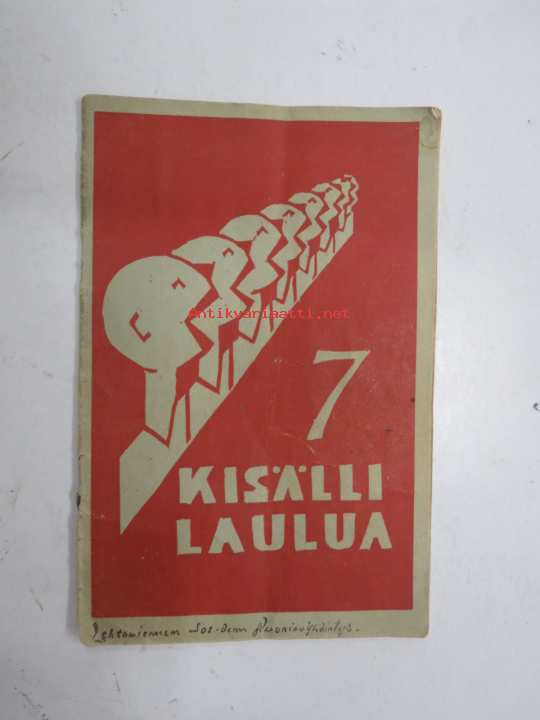 Antikvariaatti.net
7
KISÄLLI
LAULUA
Sos-dem